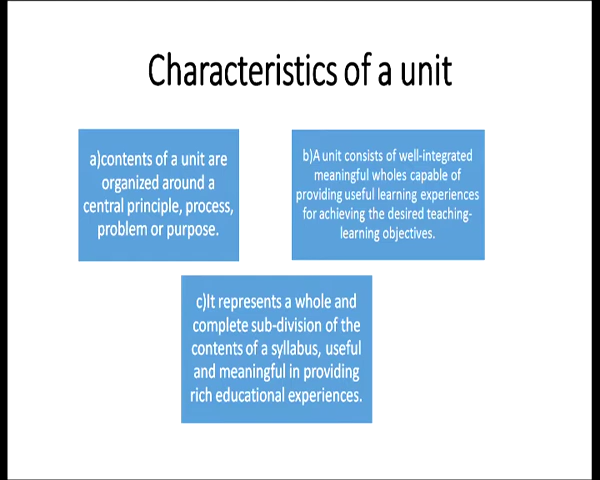 Characteristics of a unit
a)contents of a unit are
organized around a
central principle, process,
problem or purpose.
b)A unit consists of well-integrated
meaningful wholes capable of
providing useful learning experiences
for achieving the desired teaching-
learning objectives.
c)It represents a whole and
complete sub-division of the
contents of a syllabus, useful
and meaningful in providing
rich educational experiences.